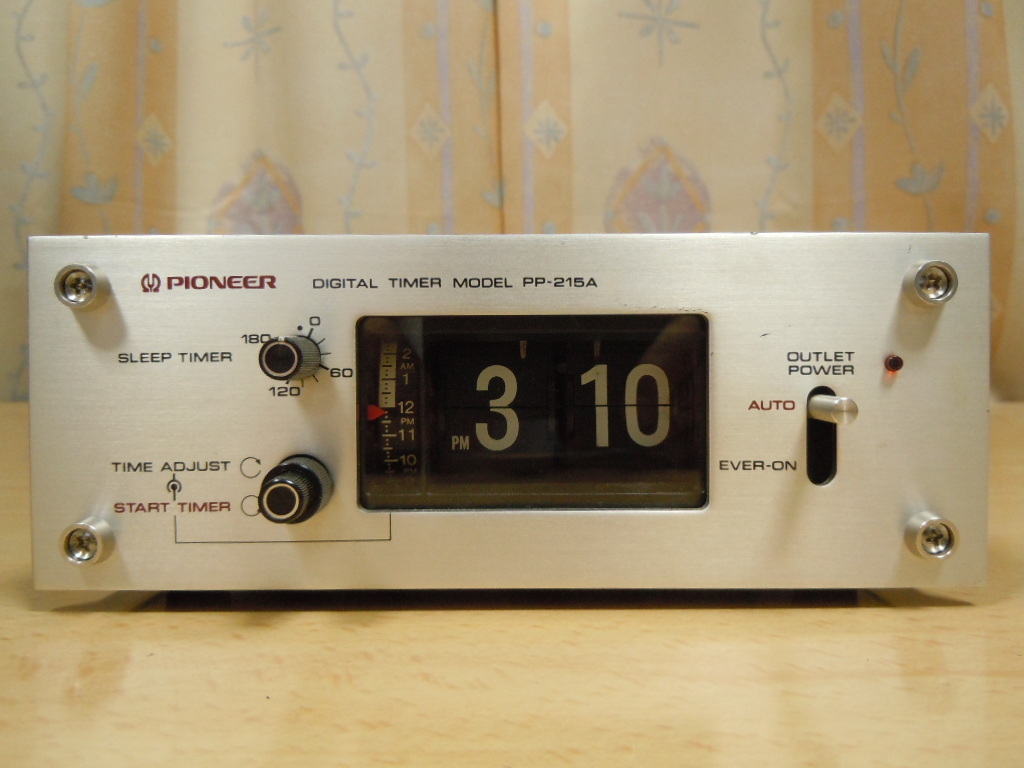 PIONEER DIGITAL TIMER MODEL PP-215A
SLEEP TIMER
0
60
120
180
TIME ADJUST
START TIMER
2
AM
1
12
PM
11
10
PM 3 10
OUTLET
POWER
AUTO
EVER-ON